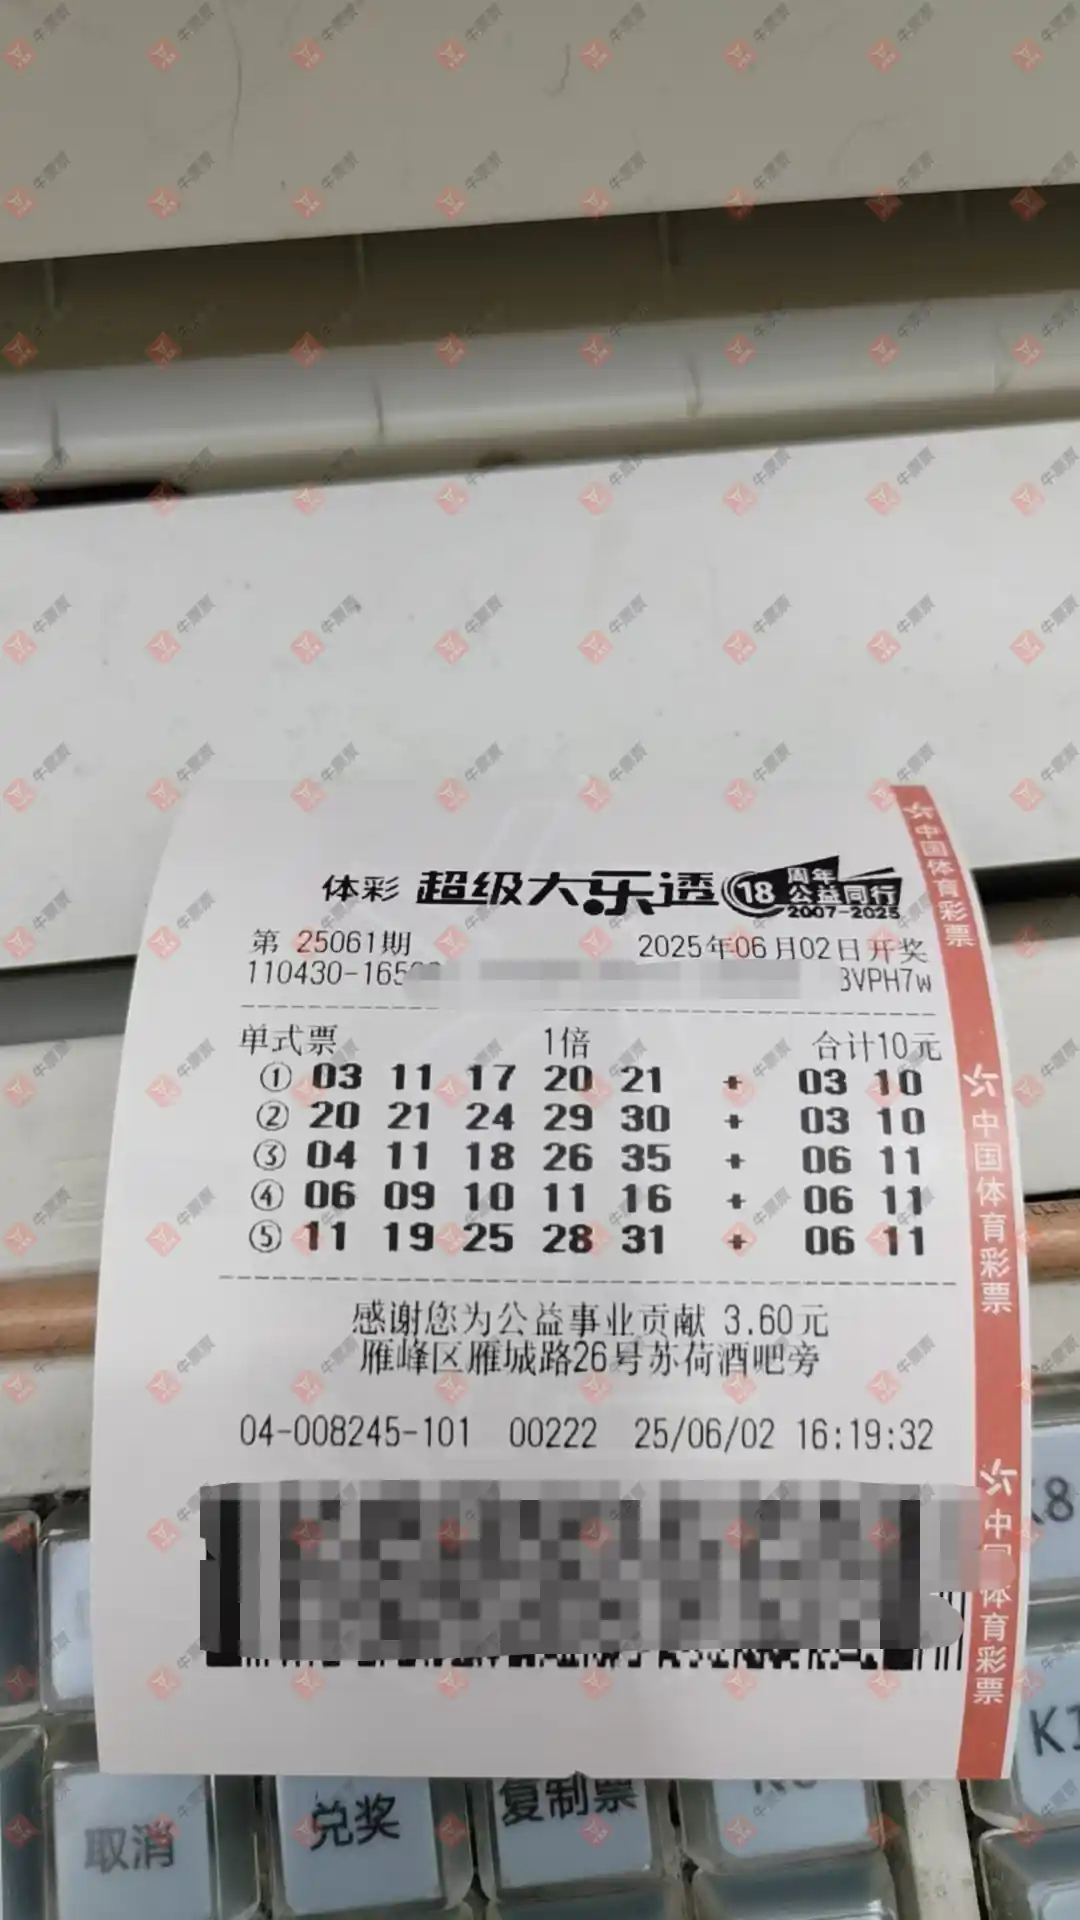 体彩 超级大乐透 18 周年 公益同行 2007-2025
第 25061期 2025年06月02日开奖
110430-165 3VPH7w
单式票 1倍 合计10元
① 03 11 17 20 21 + 03 10
② 20 21 24 29 30 + 03 10
③ 04 11 18 26 35 + 06 11
④ 06 09 10 11 16 + 06 11
⑤ 11 19 25 28 31 + 06 11
感谢您为公益事业贡献 3.60元
雁峰区雁城路26号苏荷酒吧旁
04-008245-101 00222 25/06/02 16:19:32
中国体育彩票
中国体育彩票
中国体育彩票
取消
兑奖
复制票
牛票票